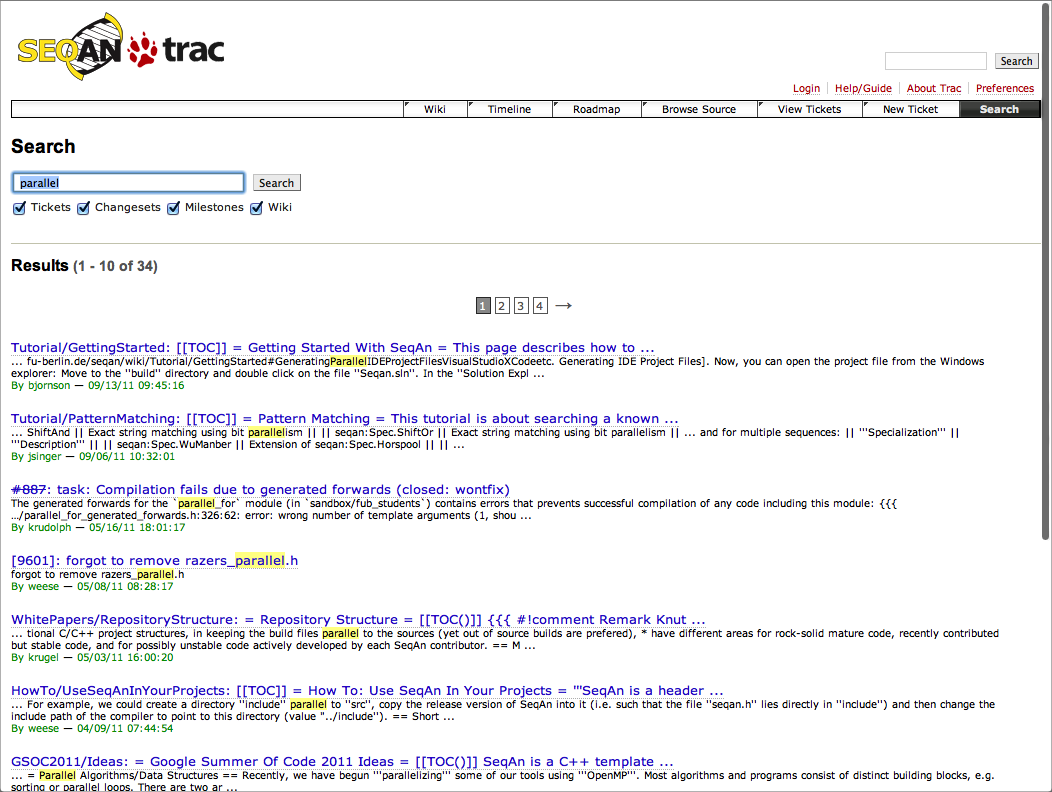 SEQAN trac
Search
Login Help/Guide About Trac Preferences
Wiki Timeline Roadmap Browse Source View Tickets New Ticket Search
Search
parallel Search
Tickets Changesets Milestones Wiki
Results (1 - 10 of 34)
1 2 3 4 →
Tutorial/GettingStarted: [[TOC]] = Getting Started With SeqAn = This page describes how to ...
... fu-berlin.de/seqan/wiki/Tutorial/GettingStarted#GeneratingParallelIDEProjectFilesVisualStudioXCodeetc. Generating IDE Project Files]. Now, you can open the project file from the Windows
explorer: Move to the ''build'' directory and double click on the file ''Seqan.sln''. In the ''Solution Expl ...
By bjornson — 09/13/11 09:45:16
Tutorial/PatternMatching: [[TOC]] = Pattern Matching = This tutorial is about searching a known ...
... ShiftAnd || Exact string matching using bit parallelism || || seqan:Spec.ShiftOr || Exact string matching using bit parallelism || ... and for multiple sequences: || '''Specialization''' ||
'''Description''' || || seqan:Spec.WuManber || Extension of seqan:Spec.Horspool || || ...
By jsinger — 09/06/11 10:32:01
#887: task: Compilation fails due to generated forwards (closed: wontfix)
The generated forwards for the `parallel_for` module (in `sandbox/fub_students`) contains errors that prevents successful compilation of any code including this module: {{{
…/parallel_for_generated_forwards.h:326:62: error: wrong number of template arguments (1, shou ...
By krudolph — 05/16/11 18:01:17
[9601]: forgot to remove razers_parallel.h
forgot to remove razers_parallel.h
By weese — 05/08/11 08:28:17
WhitePapers/RepositoryStructure: = Repository Structure = [[TOC()]] {{{ #!comment Remark Knut ...
... tional C/C++ project structures, in keeping the build files parallel to the sources (yet out of source builds are prefered), * have different areas for rock-solid mature code, recently contributed
but stable code, and for possibly unstable code actively developed by each SeqAn contributor. == M ...
By krugel — 05/03/11 16:00:20
HowTo/UseSeqAnInYourProjects: [[TOC]] = How To: Use SeqAn In Your Projects = '''SeqAn is a header ...
... For example, we could create a directory ''include'' parallel to ''src'', copy the release version of SeqAn into it (i.e. such that the file ''seqan.h'' lies directly in ''include'') and then change the
include path of the compiler to point to this directory (value "../include"). == Short ...
By weese — 04/09/11 07:44:54
GSOC2011/Ideas: = Google Summer Of Code 2011 Ideas = [[TOC()]] SeqAn is a C++ template ...
... = Parallel Algorithms/Data Structures == Recently, we have begun '''parallelizing''' some of our tools using '''OpenMP'''. Most algorithms and programs consist of distinct building blocks, e.g.
sorting or parallel loops. There are two ar ...